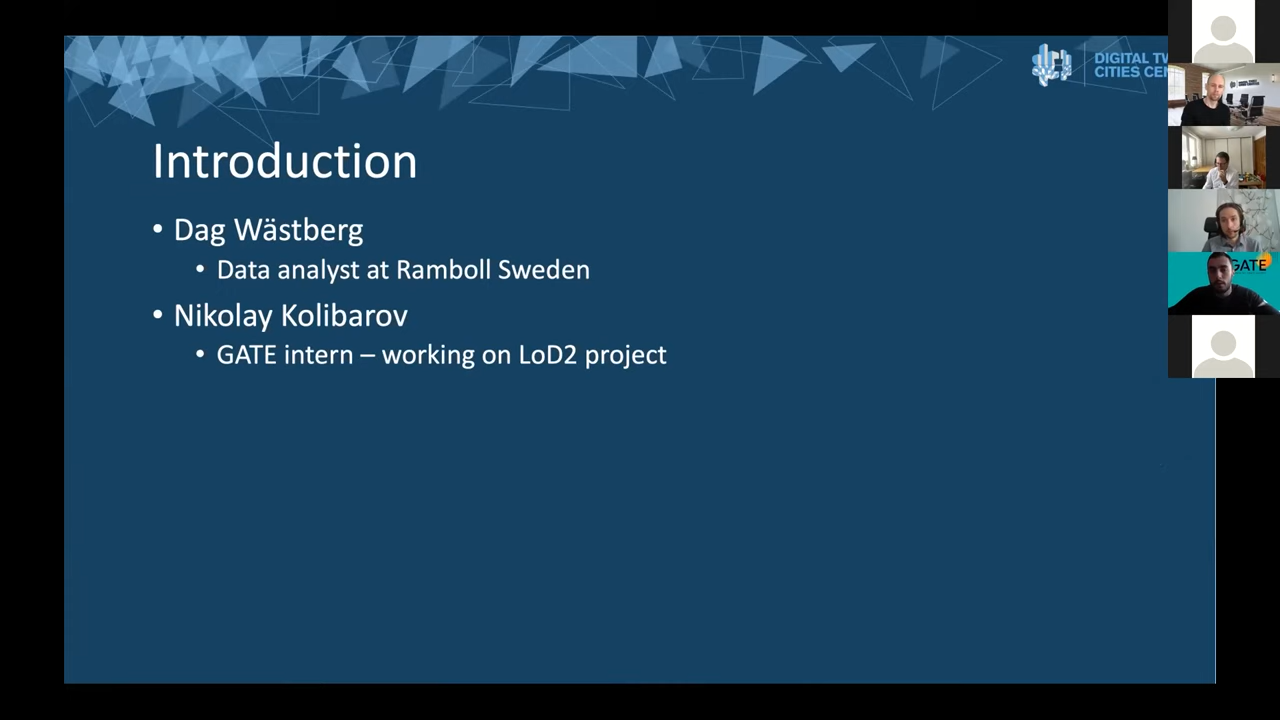 DIGITAL TW
CITIES CEN
Introduction
• Dag Wästberg
• Data analyst at Ramboll Sweden
• Nikolay Kolibarov
• GATE intern – working on LoD2 project
GATE